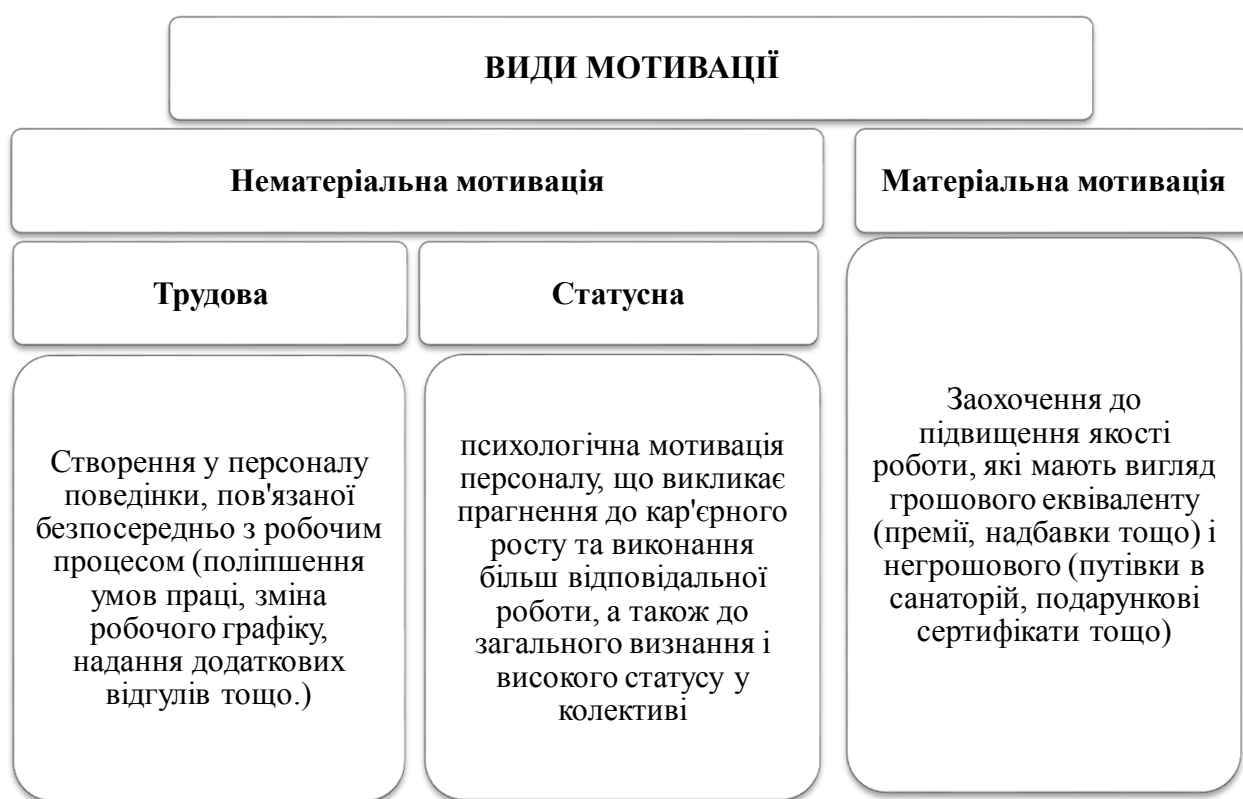 ВИДИ МОТИВАЦІЇ
Нематеріальна мотивація
Матеріальна мотивація
Трудова
Статусна
Створення у персоналу
поведінки, пов'язаної
безпосередньо з робочим
процесом (поліпшення
умов праці, зміна
робочого графіку,
надання додаткових
відгулів тощо.)
психологічна мотивація
персоналу, що викликає
прагнення до кар'єрного
росту та виконання
більш відповідальної
роботи, а також до
загального визнання і
високого статусу у
колективі
Заохочення до
підвищення якості
роботи, які мають вигляд
грошового еквіваленту
(премії, надбавки тощо) і
негрошового (путівки в
санаторій, подарункові
сертифікати тощо)